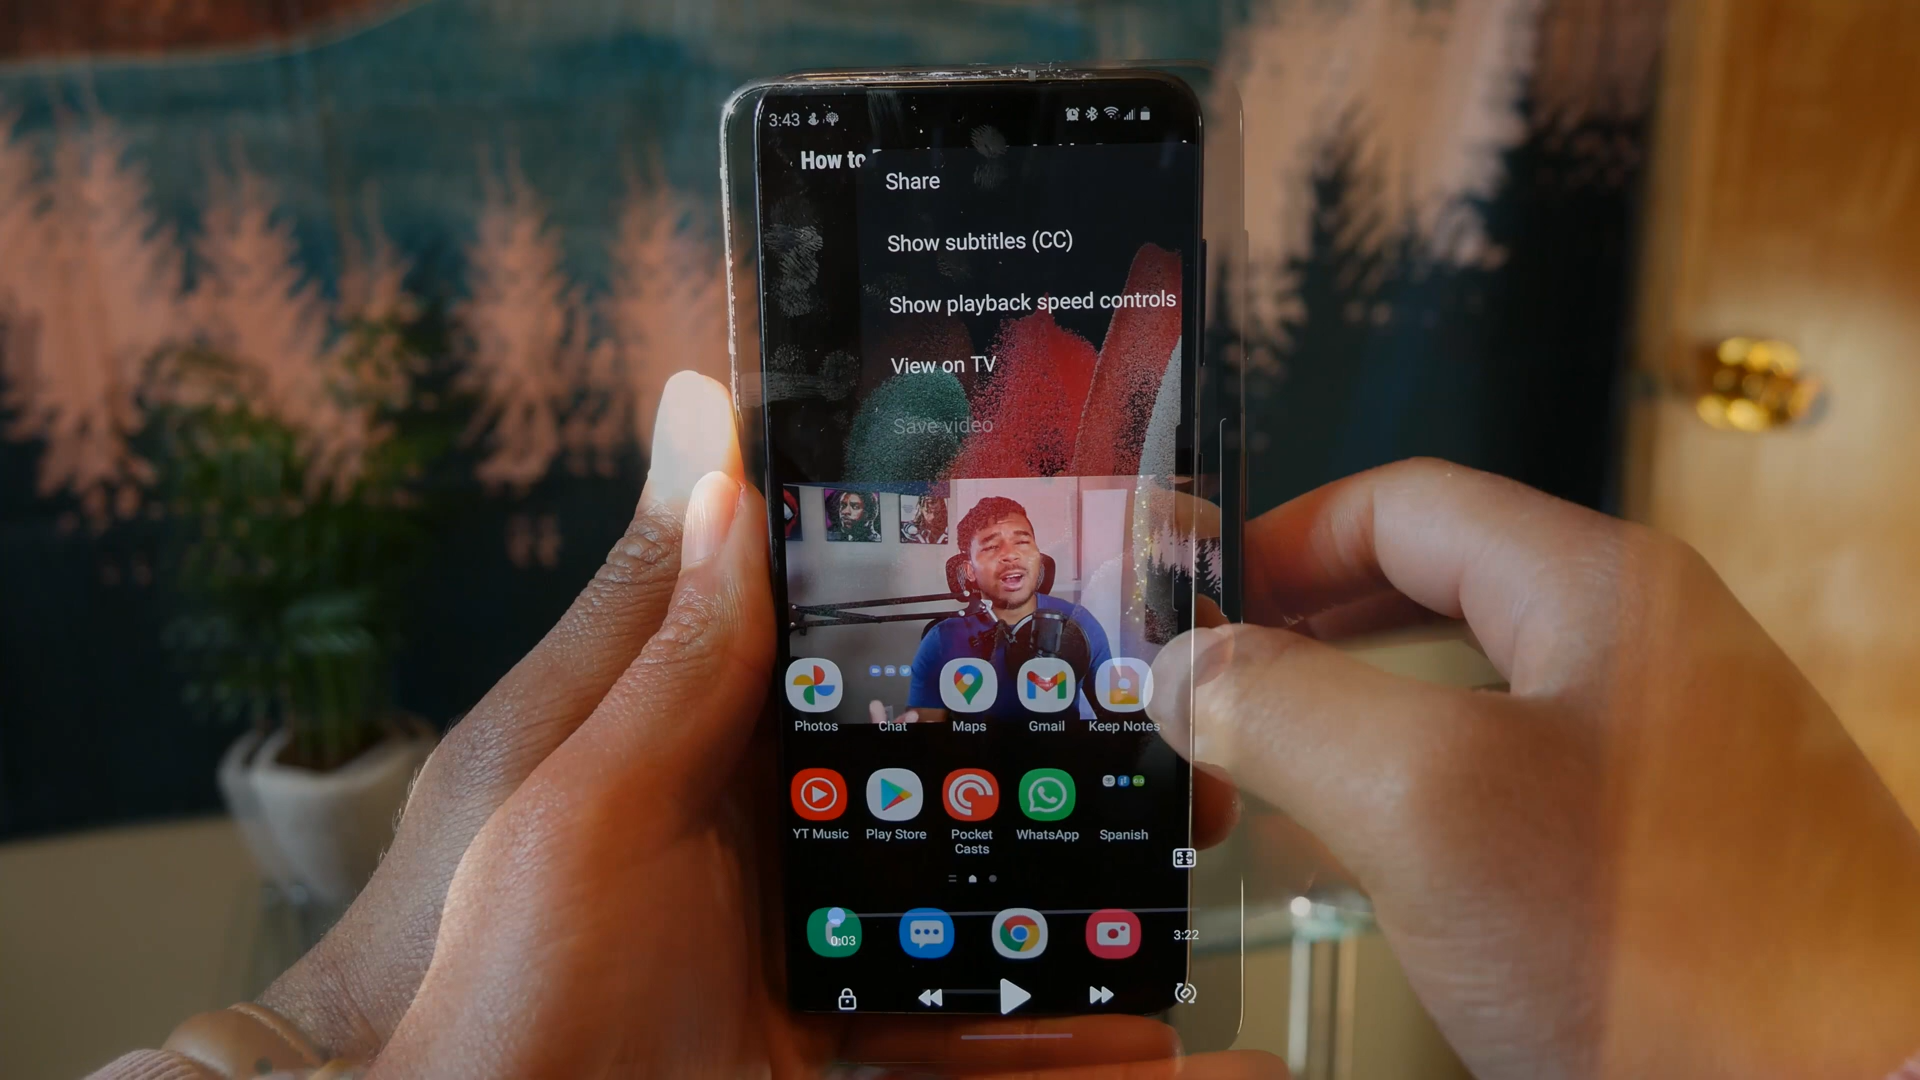 3:43
How to
Share
Show subtitles (CC)
Show playback speed controls
View on TV
Save video
Photos
Chat
Maps
Gmail
Keep Notes
YT Music
Play Store
Pocket
Casts
WhatsApp
Spanish
0:03
3:22